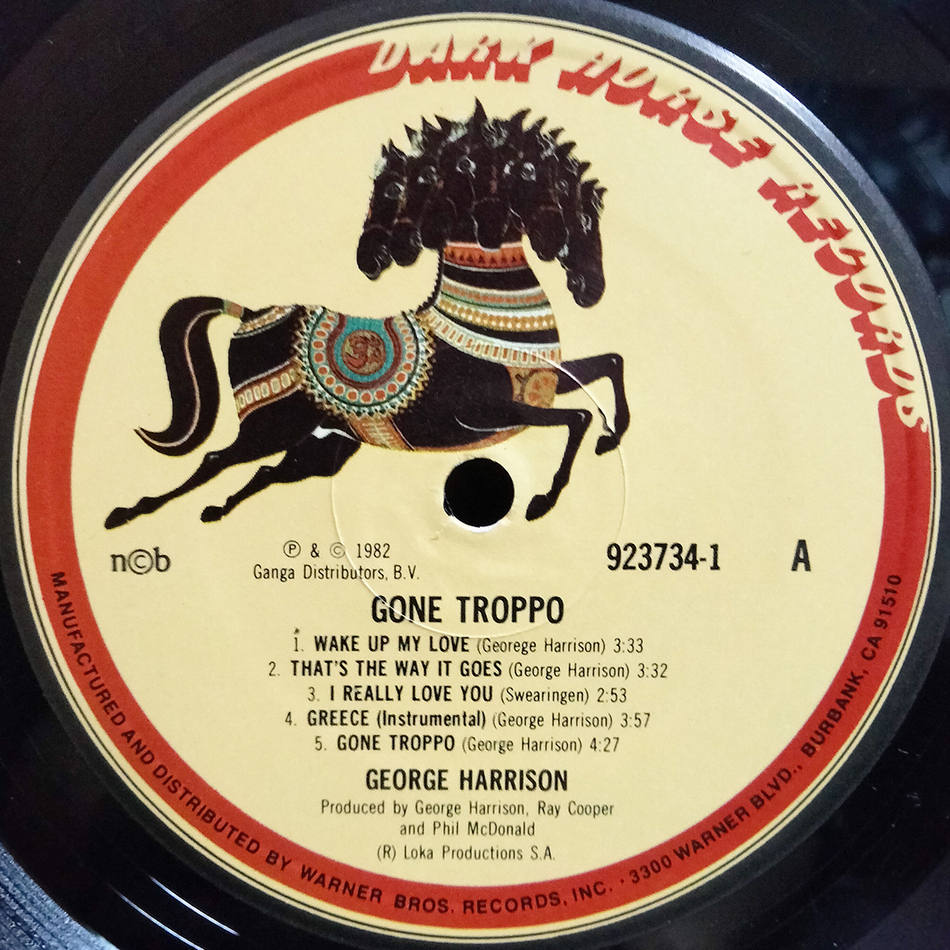 DARK HORSE RECORDS
n©b
Ⓟ & © 1982
Ganga Distributors, B.V.
923734-1
A
GONE TROPPO
1. WAKE UP MY LOVE (Georege Harrison) 3:33
2. THAT'S THE WAY IT GOES (George Harrison) 3:32
3. I REALLY LOVE YOU (Swearingen) 2:53
4. GREECE (Instrumental) (George Harrison) 3:57
5. GONE TROPPO (George Harrison) 4:27
GEORGE HARRISON
Produced by George Harrison, Ray Cooper
and Phil McDonald
(R) Loka Productions S.A.
MANUFACTURED AND DISTRIBUTED BY WARNER BROS. RECORDS, INC. · 3300 WARNER BLVD., BURBANK, CA 91510